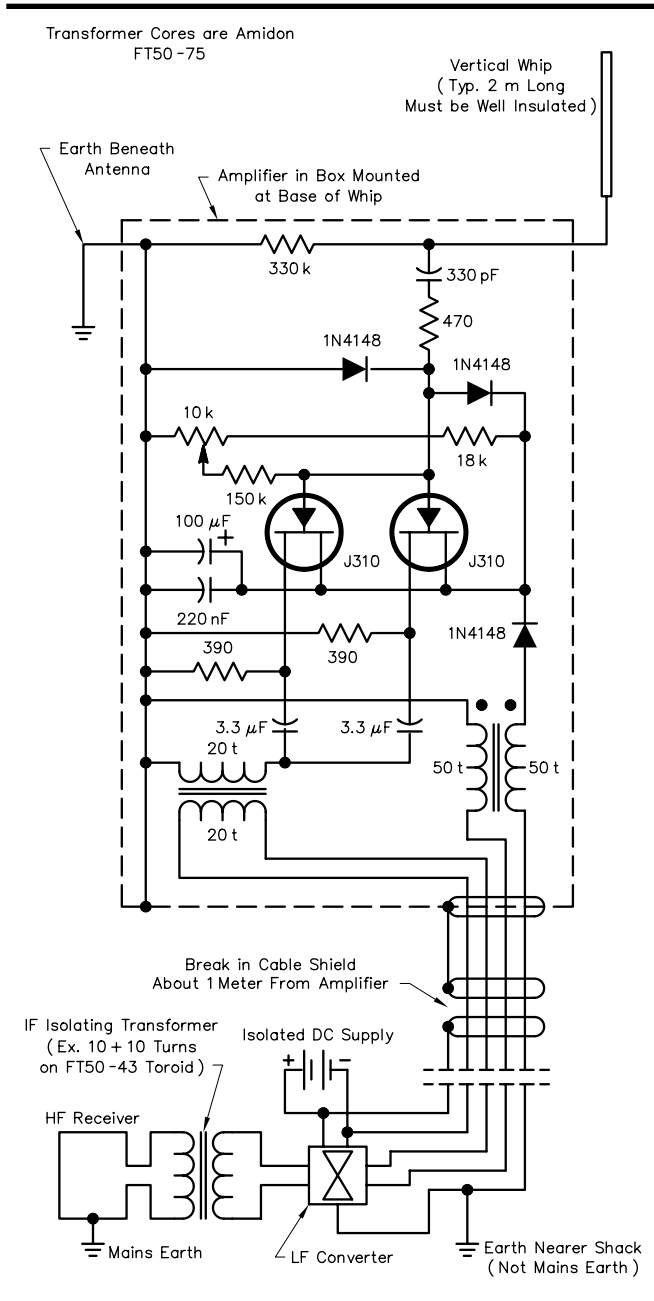 Transformer Cores are Amidon
FT50-75
Vertical Whip
(Typ. 2 m Long
Must be Well Insulated)
Earth Beneath
Antenna
Amplifier in Box Mounted
at Base of Whip
330 k
330 pF
470
1N4148
1N4148
10 k
18 k
150 k
100 µF
+
J310
J310
220 nF
1N4148
390
390
3.3 µF
3.3 µF
20 t
50 t
50 t
20 t
Break in Cable Shield
About 1 Meter From Amplifier
IF Isolating Transformer
(Ex. 10 + 10 Turns
on FT50-43 Toroid)
Isolated DC Supply
+
−
HF Receiver
Mains Earth
LF Converter
Earth Nearer Shack
(Not Mains Earth)